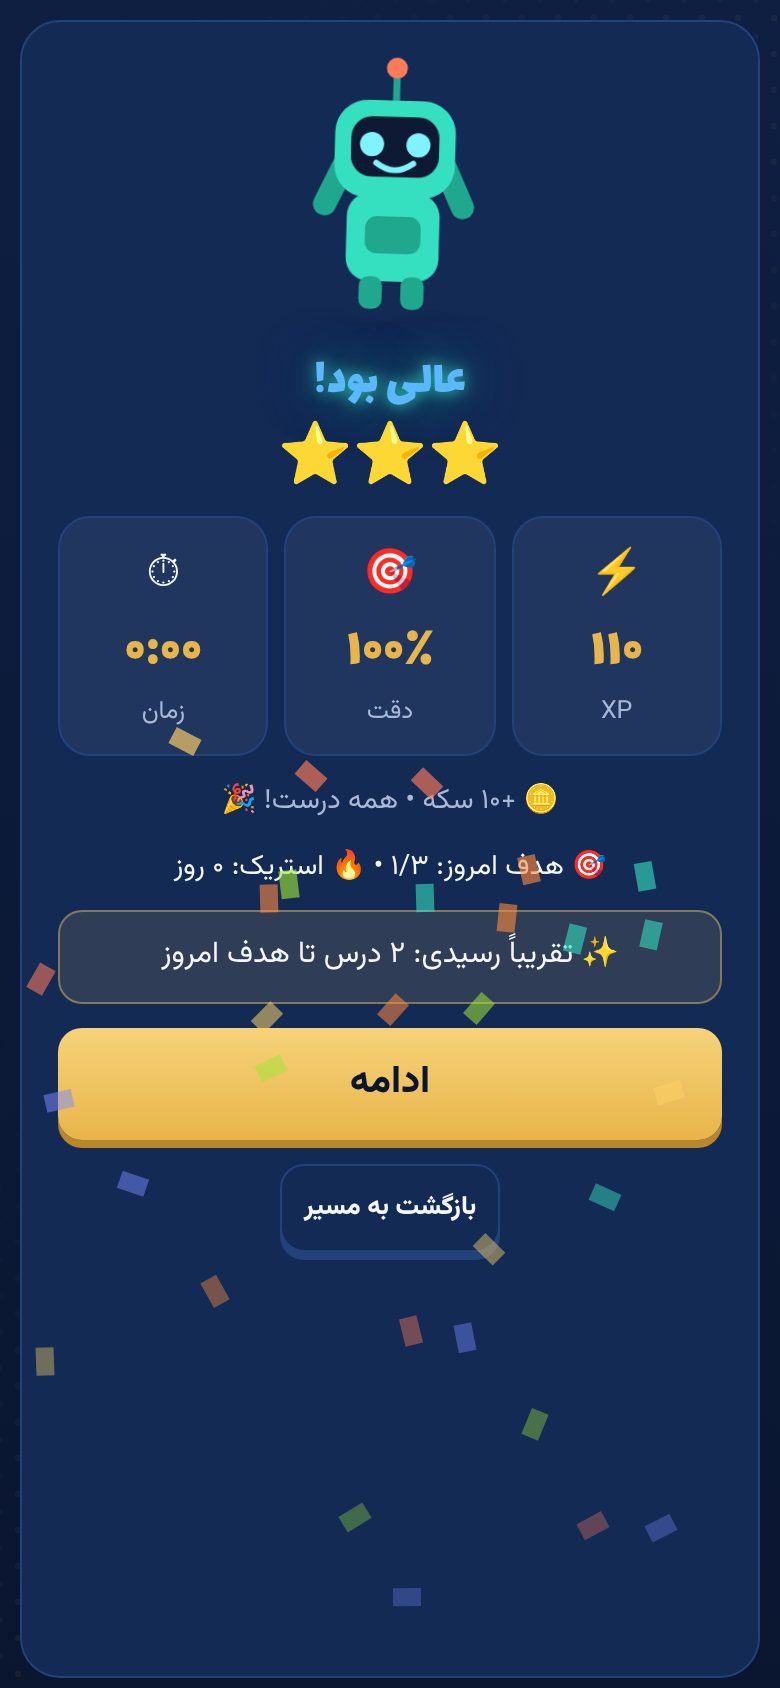 عالی بود!
۱۱۰
XP
۱۰۰٪
دقت
۰:۰۰
زمان
+۱۰ سکه • همه درست!
هدف امروز: ۱/۳ • استریک: ۰ روز
تقریباً رسیدی: ۲ درس تا هدف امروز
ادامه
بازگشت به مسیر